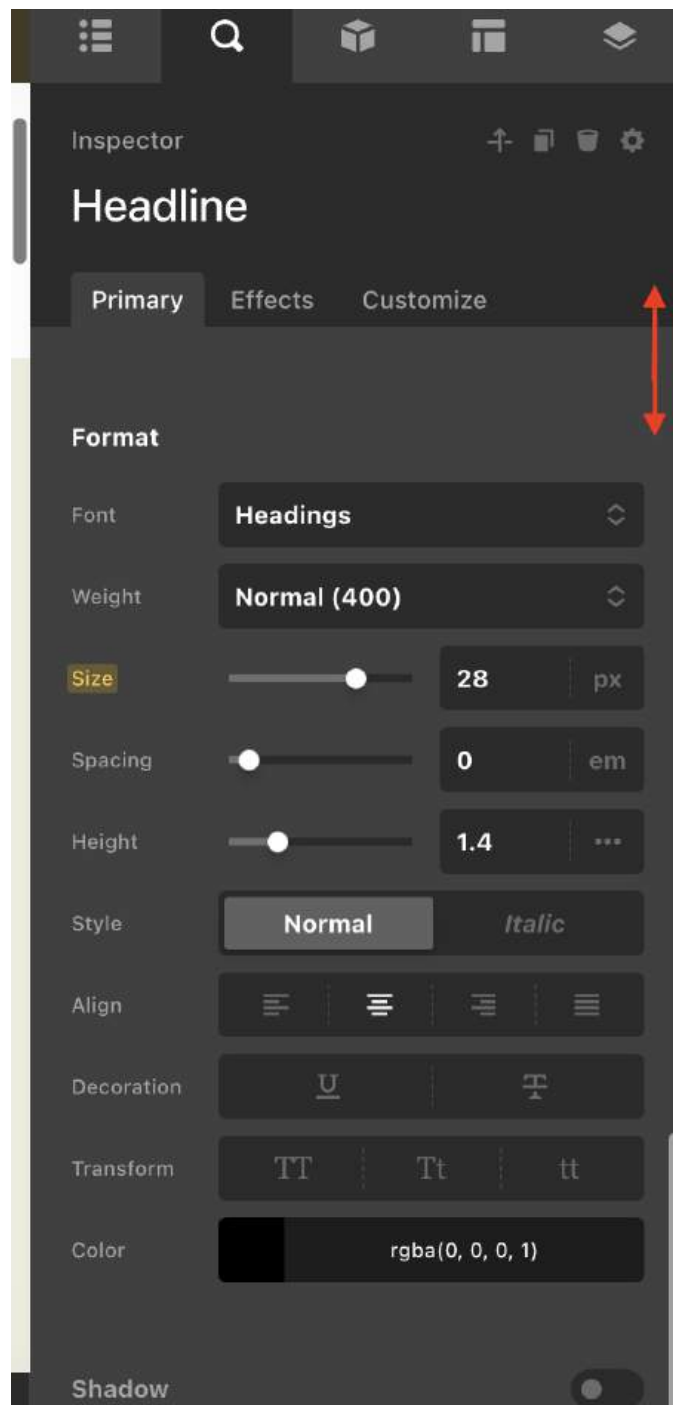 Inspector
Headline
Primary Effects Customize
Format
Font Headings
Weight Normal (400)
Size 28 px
Spacing 0 em
Height 1.4 •••
Style Normal Italic
Align
Decoration U T
Transform TT Tt tt
Color rgba(0, 0, 0, 1)
Shadow